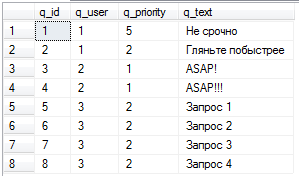 q_id q_user q_priority q_text
1 1 1 5 Не срочно
2 2 1 2 Гляньте побыстрее
3 3 2 1 ASAP!
4 4 2 1 ASAP!!!
5 5 3 2 Запрос 1
6 6 3 2 Запрос 2
7 7 3 2 Запрос 3
8 8 3 2 Запрос 4